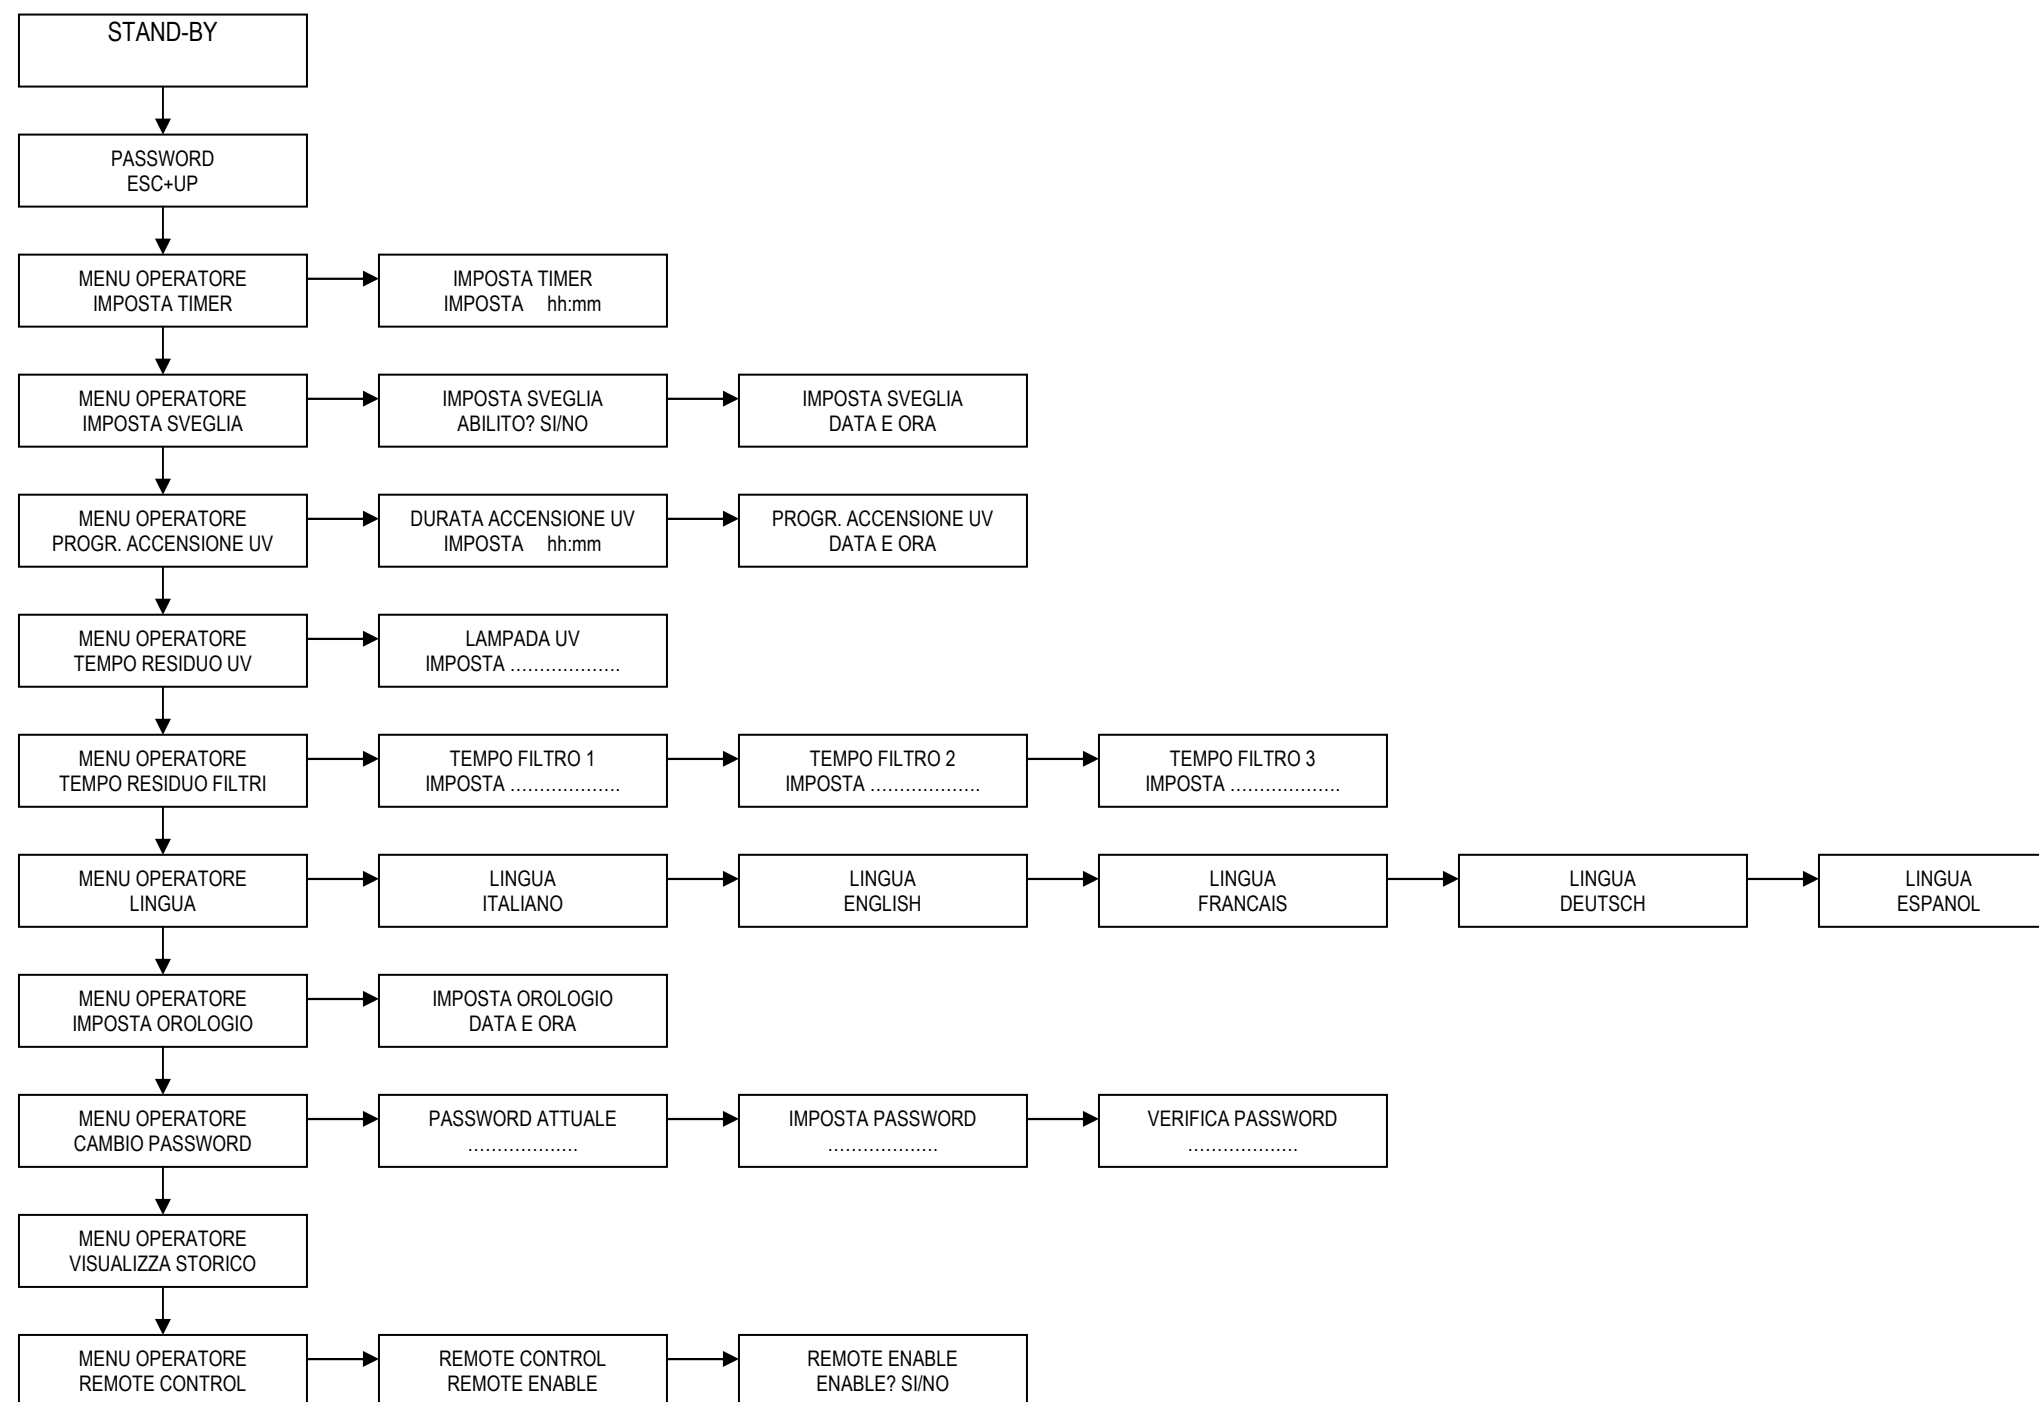 STAND-BY
PASSWORD
ESC+UP
MENU OPERATORE
IMPOSTA TIMER
IMPOSTA TIMER
IMPOSTA hh:mm
MENU OPERATORE
IMPOSTA SVEGLIA
IMPOSTA SVEGLIA
ABILITO? SI/NO
IMPOSTA SVEGLIA
DATA E ORA
MENU OPERATORE
PROGR. ACCENSIONE UV
DURATA ACCENSIONE UV
IMPOSTA hh:mm
PROGR. ACCENSIONE UV
DATA E ORA
MENU OPERATORE
TEMPO RESIDUO UV
LAMPADA UV
IMPOSTA ...................
MENU OPERATORE
TEMPO RESIDUO FILTRI
TEMPO FILTRO 1
IMPOSTA ...................
TEMPO FILTRO 2
IMPOSTA ...................
TEMPO FILTRO 3
IMPOSTA ...................
MENU OPERATORE
LINGUA
LINGUA
ITALIANO
LINGUA
ENGLISH
LINGUA
FRANCAIS
LINGUA
DEUTSCH
LINGUA
ESPANOL
MENU OPERATORE
IMPOSTA OROLOGIO
IMPOSTA OROLOGIO
DATA E ORA
MENU OPERATORE
CAMBIO PASSWORD
PASSWORD ATTUALE
...................
IMPOSTA PASSWORD
...................
VERIFICA PASSWORD
...................
MENU OPERATORE
VISUALIZZA STORICO
MENU OPERATORE
REMOTE CONTROL
REMOTE CONTROL
REMOTE ENABLE
REMOTE ENABLE
ENABLE? SI/NO